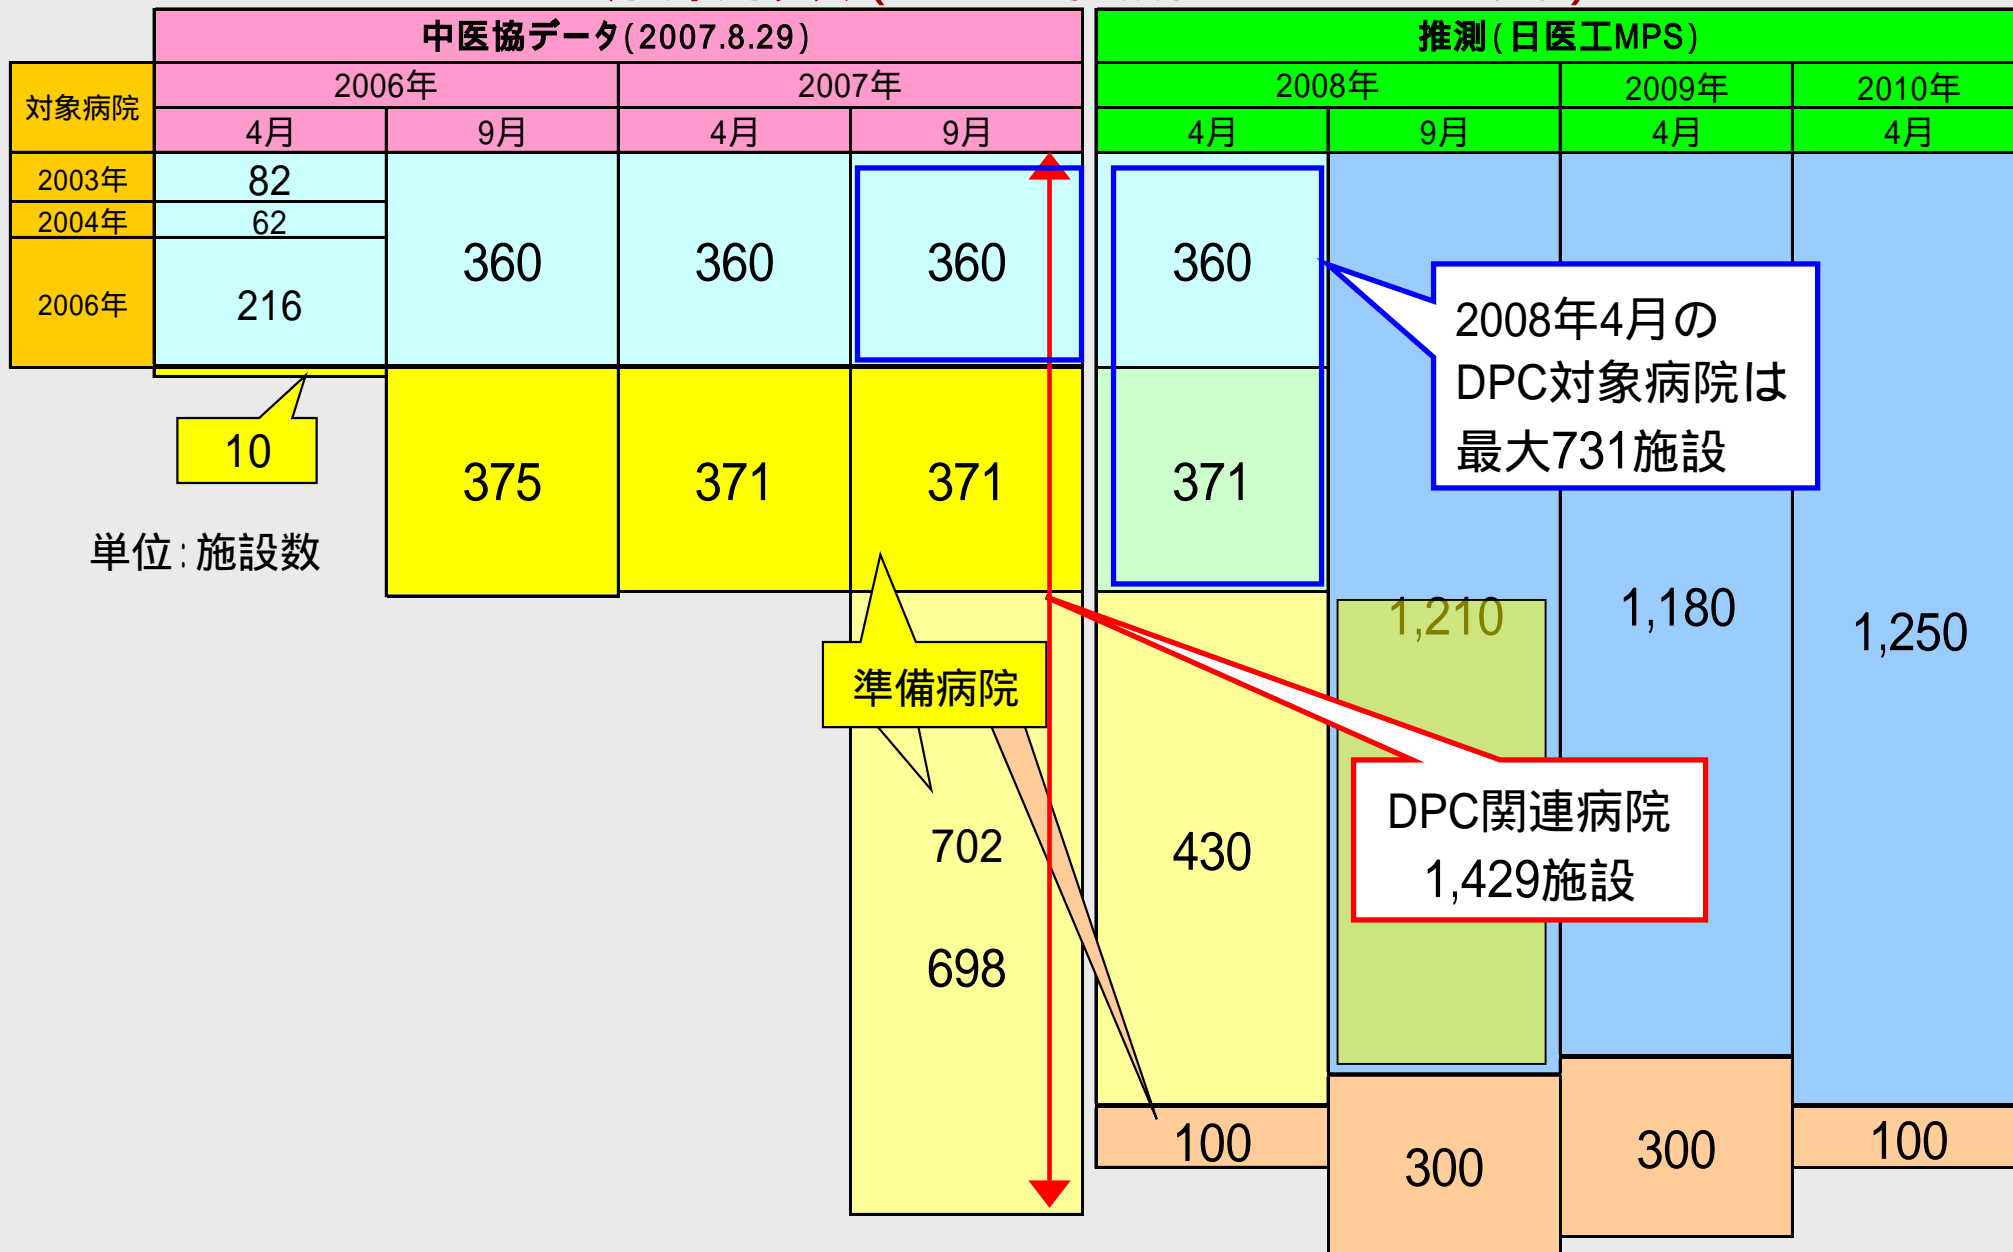 中医協データ(2007.8.29)
推測(日医工MPS)
対象病院
2006年
2007年
2008年
2009年
2010年
4月
9月
4月
9月
4月
9月
4月
4月
2003年
82
2004年
62
2006年
216
360
360
360
360
2008年4月の
DPC対象病院は
最大731施設
10
375
371
371
371
単位:施設数
1,210
1,180
1,250
準備病院
702
430
DPC関連病院
1,429施設
698
100
300
300
100